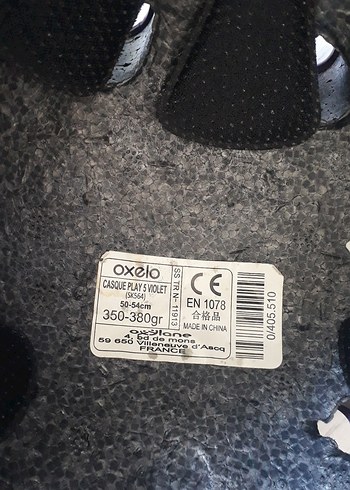 oxelo
CASQUE PLAY 5 VIOLET
(SK564)
50-54cm
350-380gr
SS TR N- 11913
CE
EN 1078
合格品
MADE IN CHINA
oxylane
4, bd de mons
59 650 Villeneuve d'Ascq
FRANCE
0/405.510